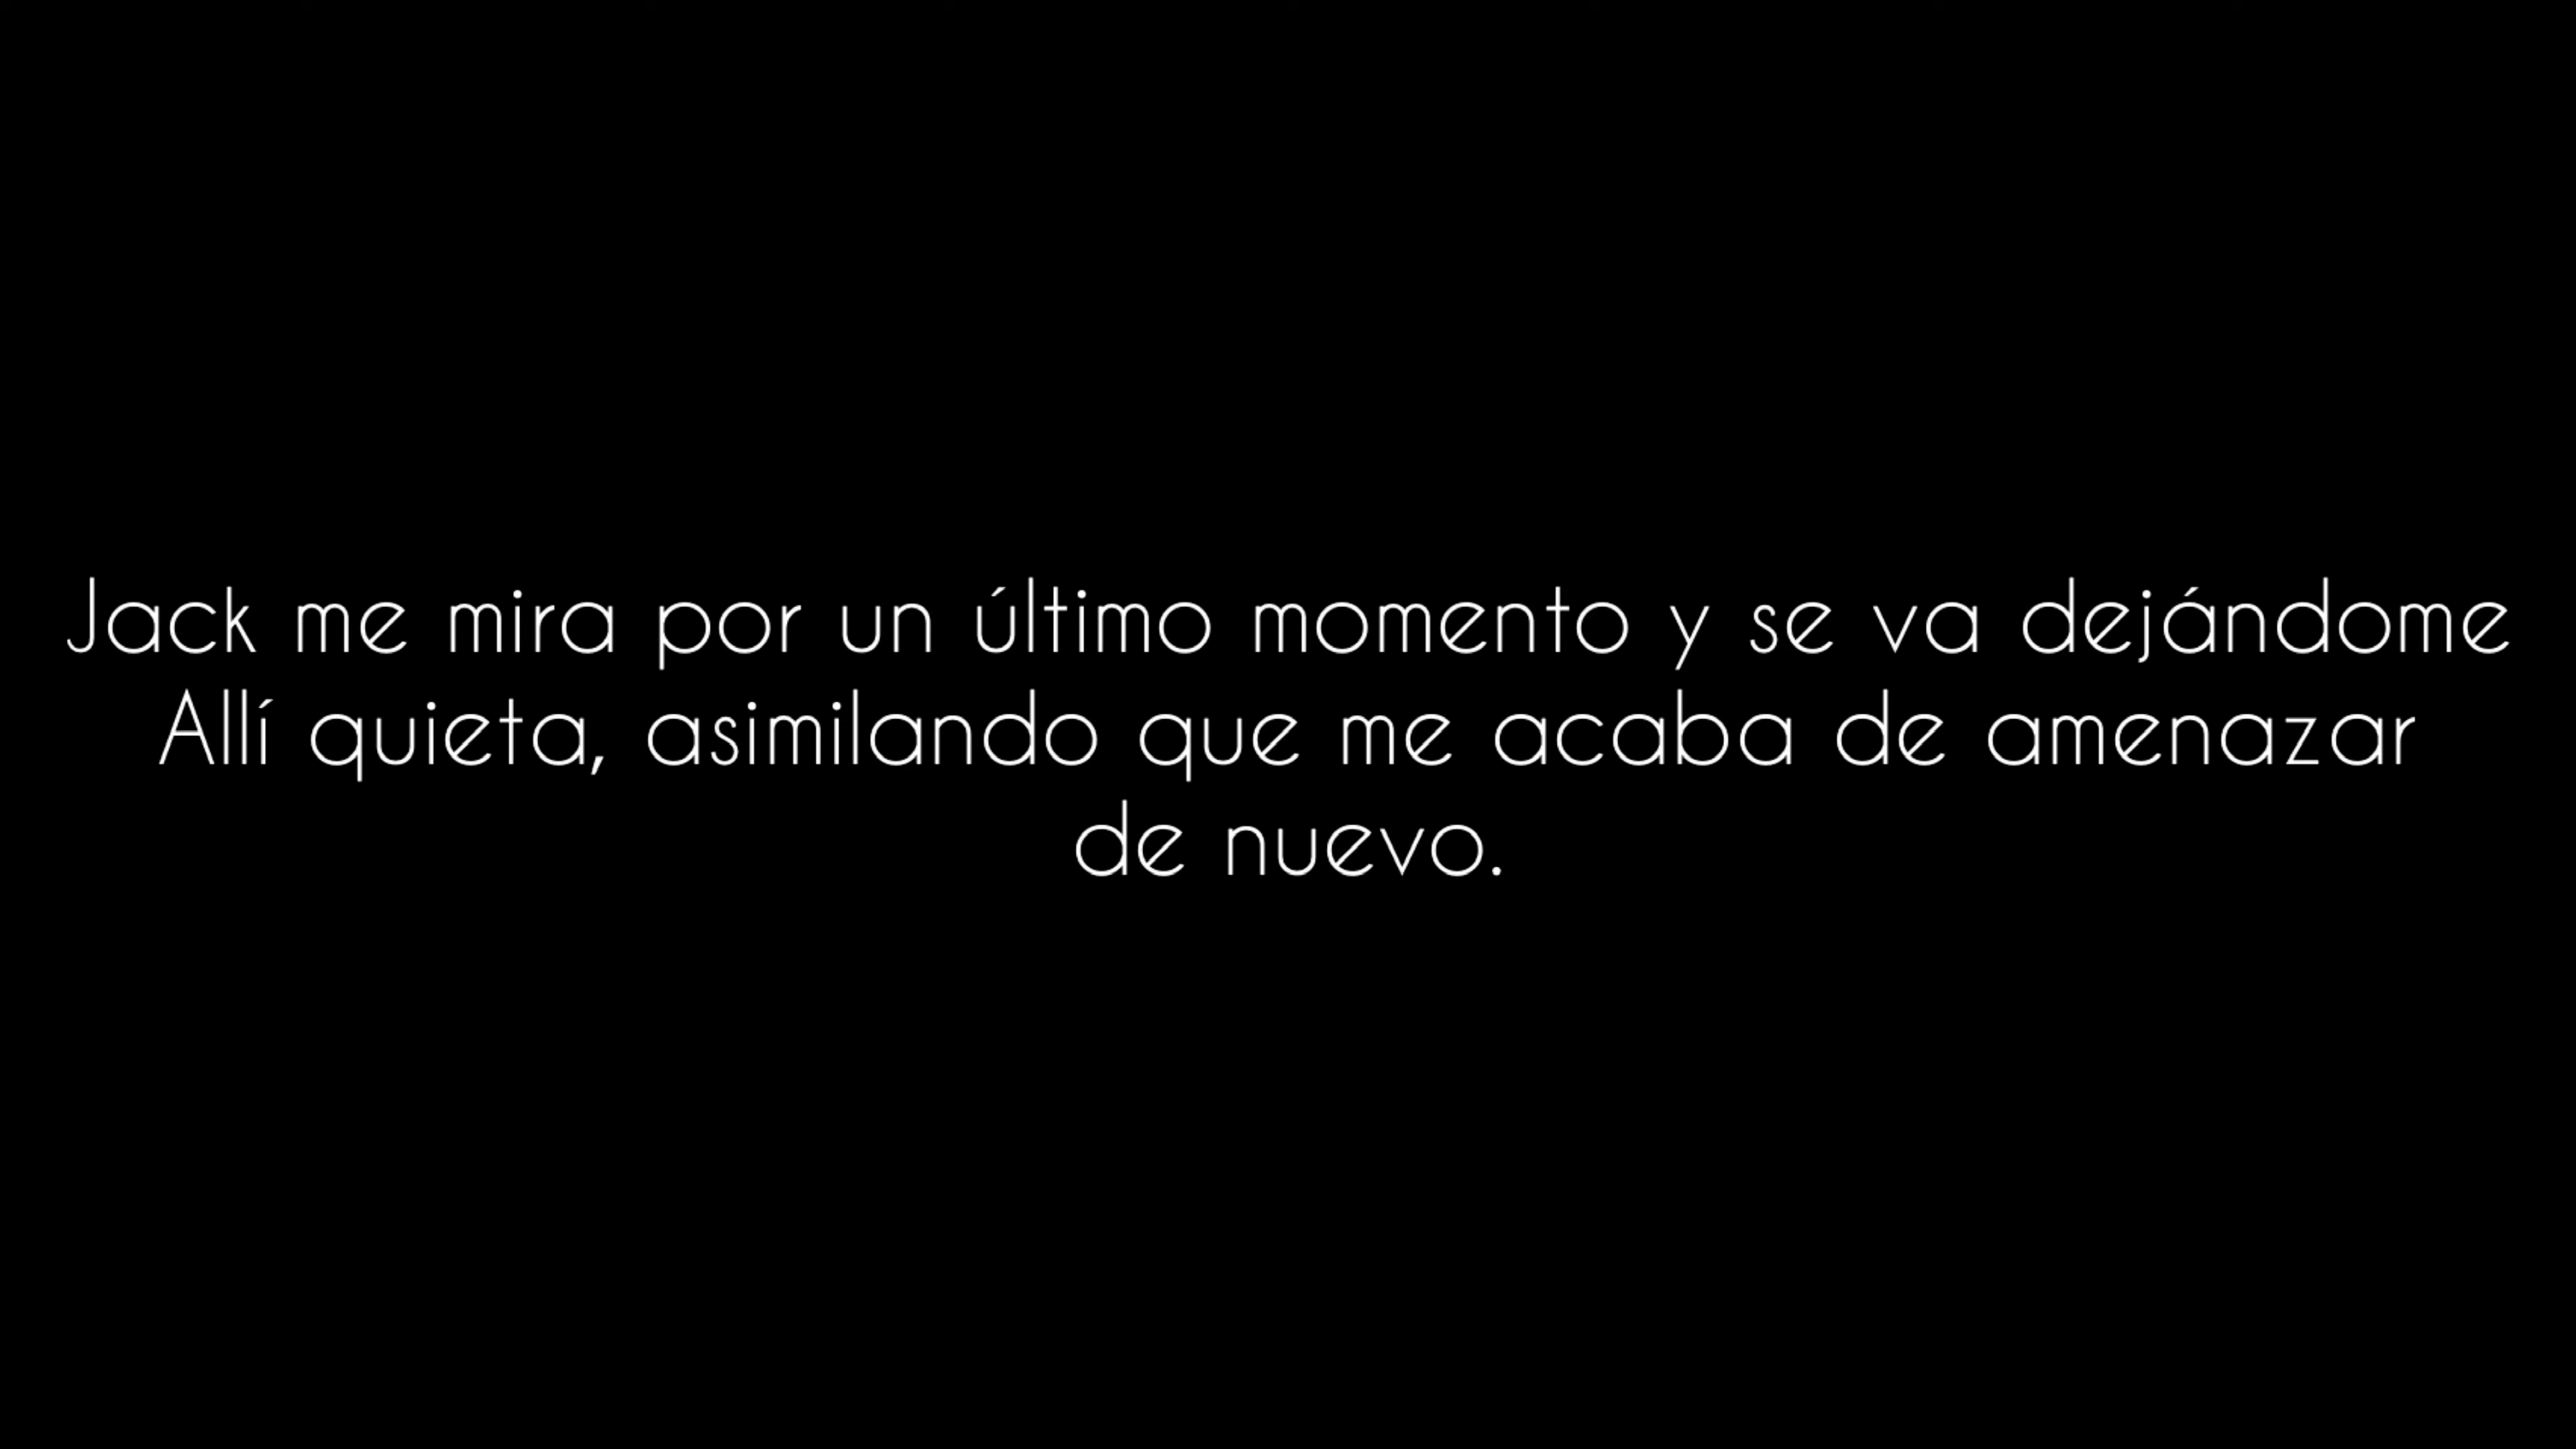 Jack me mira por un último momento y se va dejándome
Allí quieta, asimilando que me acaba de amenazar
de nuevo.